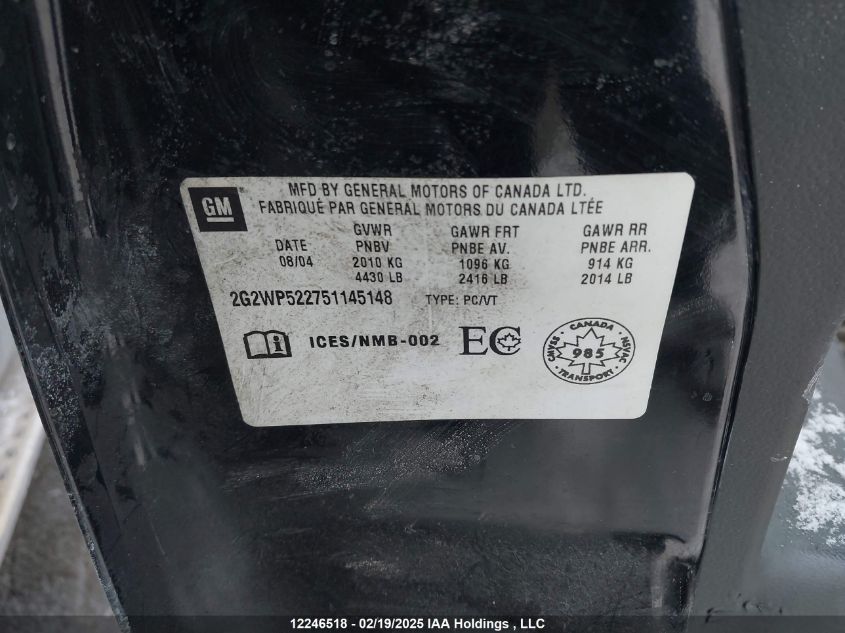 GM
MFD BY GENERAL MOTORS OF CANADA LTD.
FABRIQUÉ PAR GENERAL MOTORS DU CANADA LTÉE
GVWR GAWR FRT GAWR RR
DATE PNBV PNBE AV. PNBE ARR.
08/04 2010 KG 1096 KG 914 KG
4430 LB 2416 LB 2014 LB
2G2WP522751145148 TYPE: PC/VT
ICES/NMB-002 EC
CANADA
CMVSS 985 NSVAC
TRANSPORT
12246518 - 02/19/2025 IAA Holdings , LLC